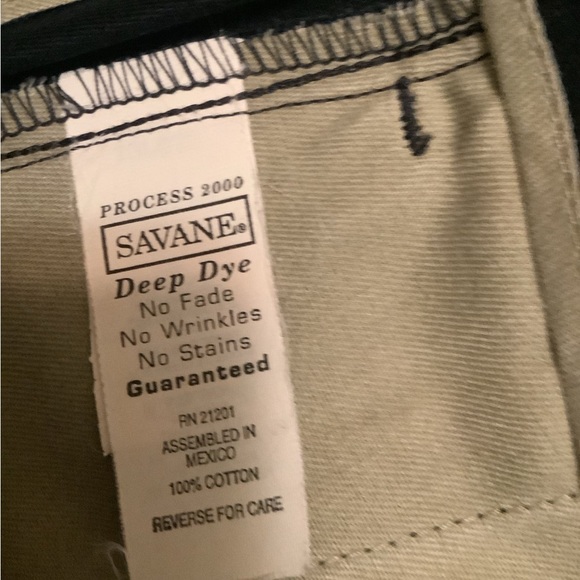 PROCESS 2000
SAVANE®
Deep Dye
No Fade
No Wrinkles
No Stains
Guaranteed
RN 21201
ASSEMBLED IN
MEXICO
100% COTTON
REVERSE FOR CARE